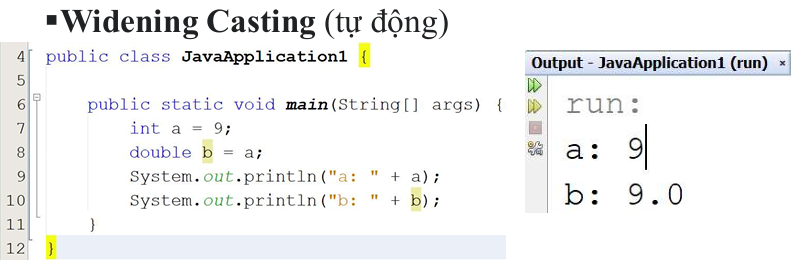 ▪Widening Casting (tự động)
4 public class JavaApplication1 {
5
6 public static void main(String[] args) {
7 int a = 9;
8 double b = a;
9 System.out.println("a: " + a);
10 System.out.println("b: " + b);
11 }
12 }
Output - JavaApplication1 (run) ×
run:
a: 9
b: 9.0